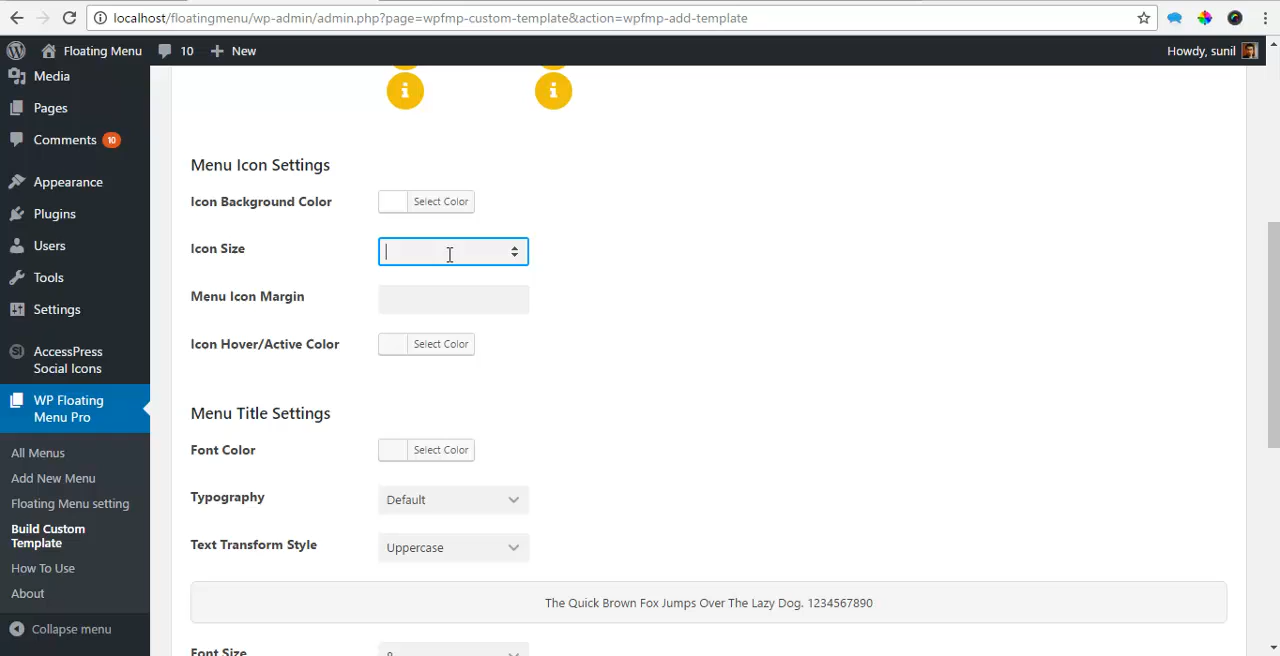 localhost/floatingmenu/wp-admin/admin.php?page=wpfmp-custom-template&action=wpfmp-add-template
Floating Menu 10 New Howdy, sunil
Media
Pages
Comments 10
Appearance
Plugins
Users
Tools
Settings
AccessPress
Social Icons
WP Floating
Menu Pro
All Menus
Add New Menu
Floating Menu setting
Build Custom
Template
How To Use
About
Collapse menu
Menu Icon Settings
Icon Background Color Select Color
Icon Size
Menu Icon Margin
Icon Hover/Active Color Select Color
Menu Title Settings
Font Color Select Color
Typography Default
Text Transform Style Uppercase
The Quick Brown Fox Jumps Over The Lazy Dog. 1234567890
Font Size